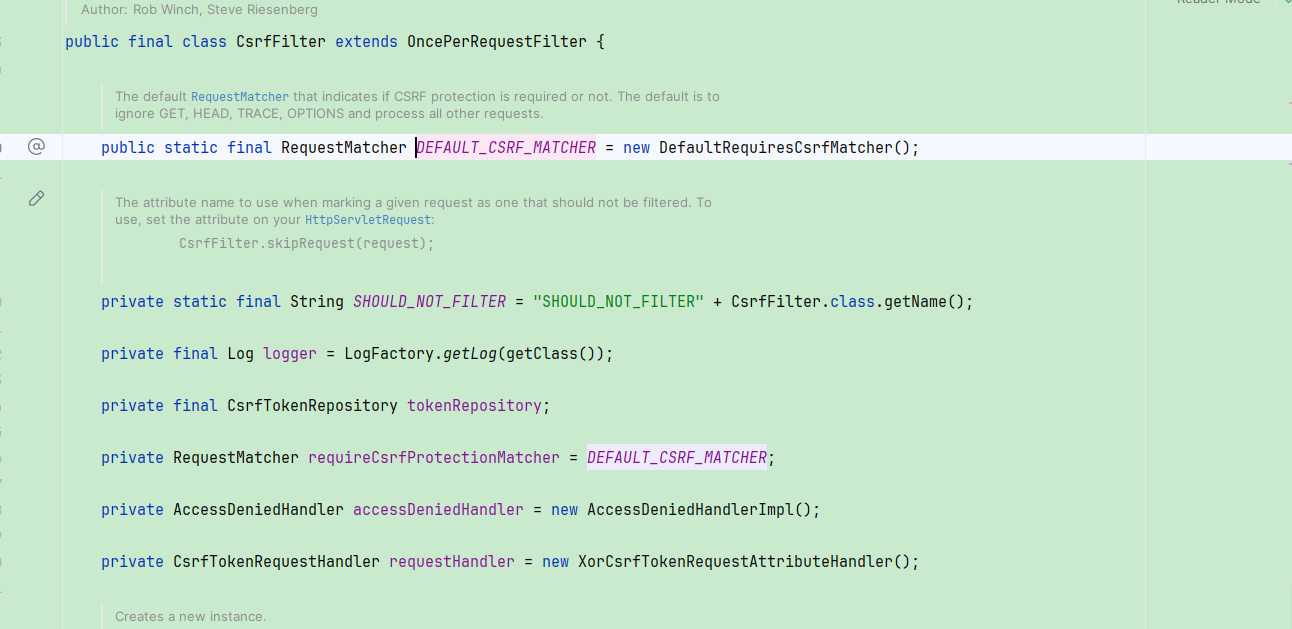 Reader Mode
Author: Rob Winch, Steve Riesenberg
public final class CsrfFilter extends OncePerRequestFilter {
The default RequestMatcher that indicates if CSRF protection is required or not. The default is to
ignore GET, HEAD, TRACE, OPTIONS and process all other requests.
public static final RequestMatcher DEFAULT_CSRF_MATCHER = new DefaultRequiresCsrfMatcher();
The attribute name to use when marking a given request as one that should not be filtered. To
use, set the attribute on your HttpServletRequest:
CsrfFilter.skipRequest(request);
private static final String SHOULD_NOT_FILTER = "SHOULD_NOT_FILTER" + CsrfFilter.class.getName();
private final Log logger = LogFactory.getLog(getClass());
private final CsrfTokenRepository tokenRepository;
private RequestMatcher requireCsrfProtectionMatcher = DEFAULT_CSRF_MATCHER;
private AccessDeniedHandler accessDeniedHandler = new AccessDeniedHandlerImpl();
private CsrfTokenRequestHandler requestHandler = new XorCsrfTokenRequestAttributeHandler();
Creates a new instance.